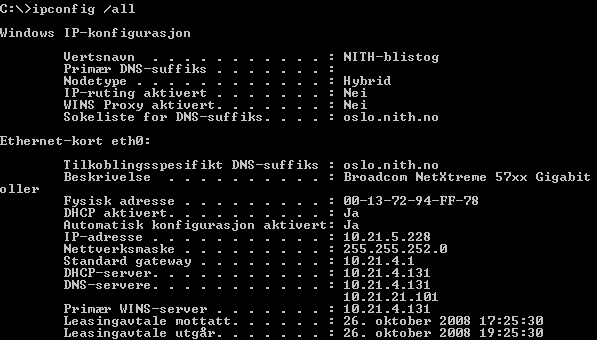 C:\>ipconfig /all
Windows IP-konfigurasjon
Vertsnavn . . . . . . . . . . . . : NITH-blistog
Primær DNS-suffiks . . . . . . . :
Nodetype . . . . . . . . . . . . : Hybrid
IP-ruting aktivert . . . . . . . : Nei
WINS Proxy aktivert. . . . . . . : Nei
Søkeliste for DNS-suffiks. . . . : oslo.nith.no
Ethernet-kort eth0:
Tilkoblingsspesifikt DNS-suffiks : oslo.nith.no
Beskrivelse . . . . . . . . . . : Broadcom NetXtreme 57xx Gigabit
oller
Fysisk adresse . . . . . . . . . : 00-13-72-94-FF-78
DHCP aktivert. . . . . . . . . . : Ja
Automatisk konfigurasjon aktivert: Ja
IP-adresse . . . . . . . . . . . : 10.21.5.228
Nettverksmaske . . . . . . . . . : 255.255.252.0
Standard gateway . . . . . . . . : 10.21.4.1
DHCP-server. . . . . . . . . . . : 10.21.4.131
DNS-servere. . . . . . . . . . . : 10.21.4.131
10.21.21.101
Primær WINS-server . . . . . . . : 10.21.4.131
Leasingavtale mottatt. . . . . . : 26. oktober 2008 17:25:30
Leasingavtale utgår. . . . . . . : 26. oktober 2008 19:25:30